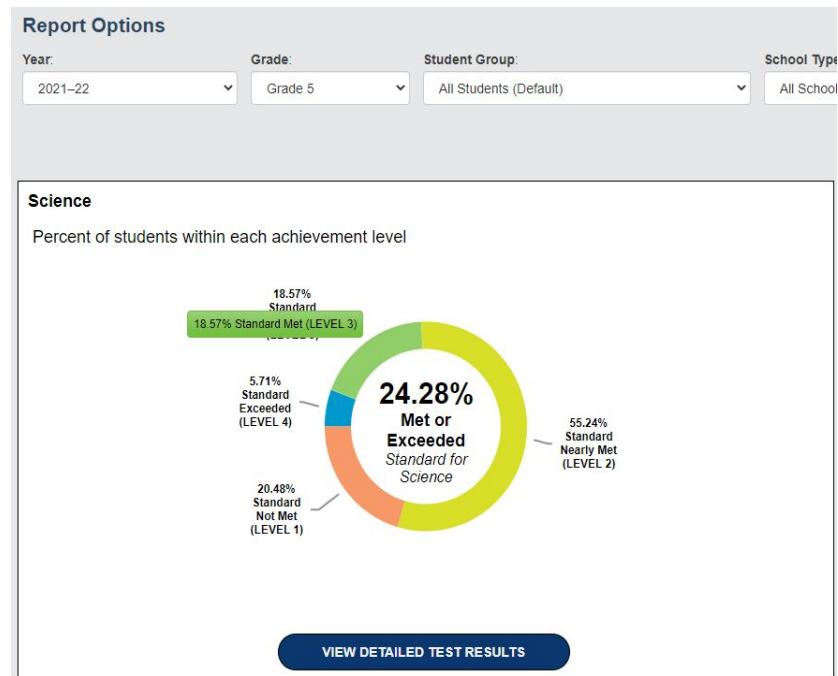 Report Options
Year:
Grade:
Student Group:
School Type
2021–22
Grade 5
All Students (Default)
All School
Science
Percent of students within each achievement level
18.57%
Standard
18.57% Standard Met (LEVEL 3)
5.71%
Standard
Exceeded
(LEVEL 4)
24.28%
Met or
Exceeded
Standard for
Science
55.24%
Standard
Nearly Met
(LEVEL 2)
20.48%
Standard
Not Met
(LEVEL 1)
VIEW DETAILED TEST RESULTS